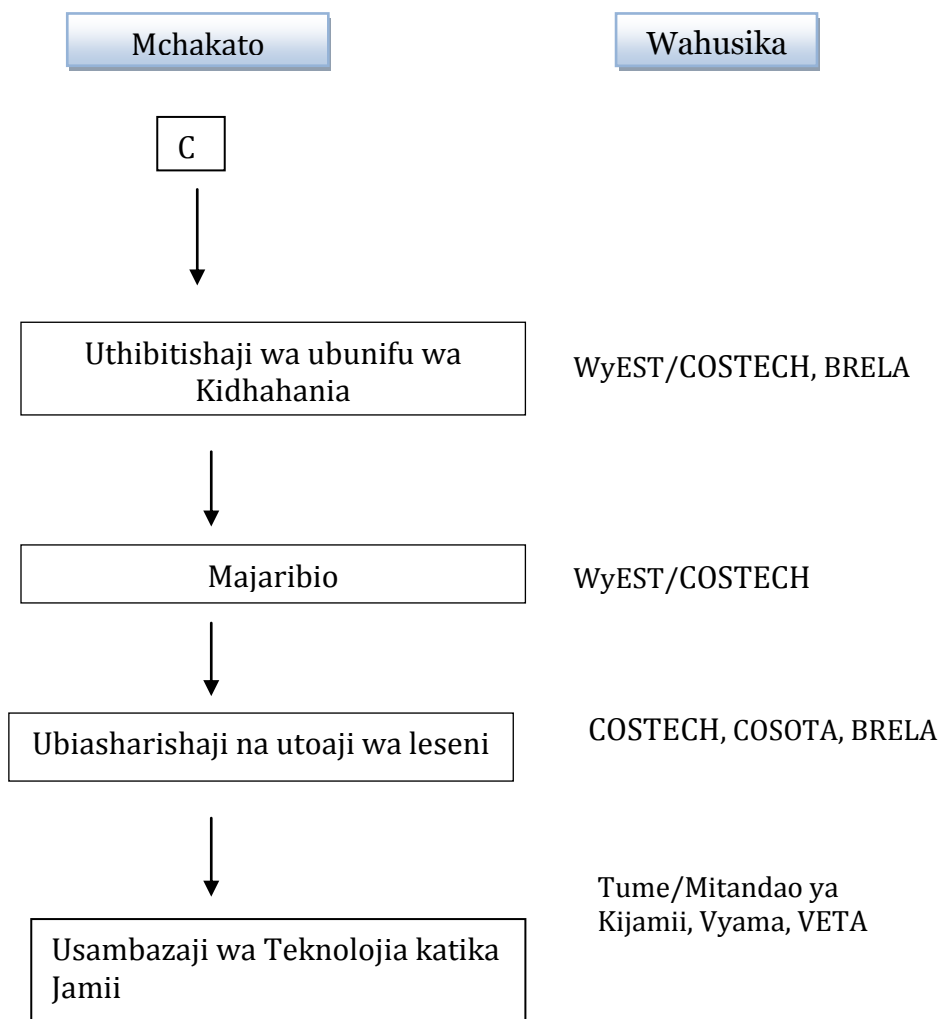 Mchakato
Wahusika
C
Uthibitishaji wa ubunifu wa
Kidhahania
WyEST/COSTECH, BRELA
Majaribio
WyEST/COSTECH
Ubiasharishaji na utoaji wa leseni
COSTECH, COSOTA, BRELA
Tume/Mitandao ya
Kijamii, Vyama, VETA
Usambazaji wa Teknolojia katika
Jamii